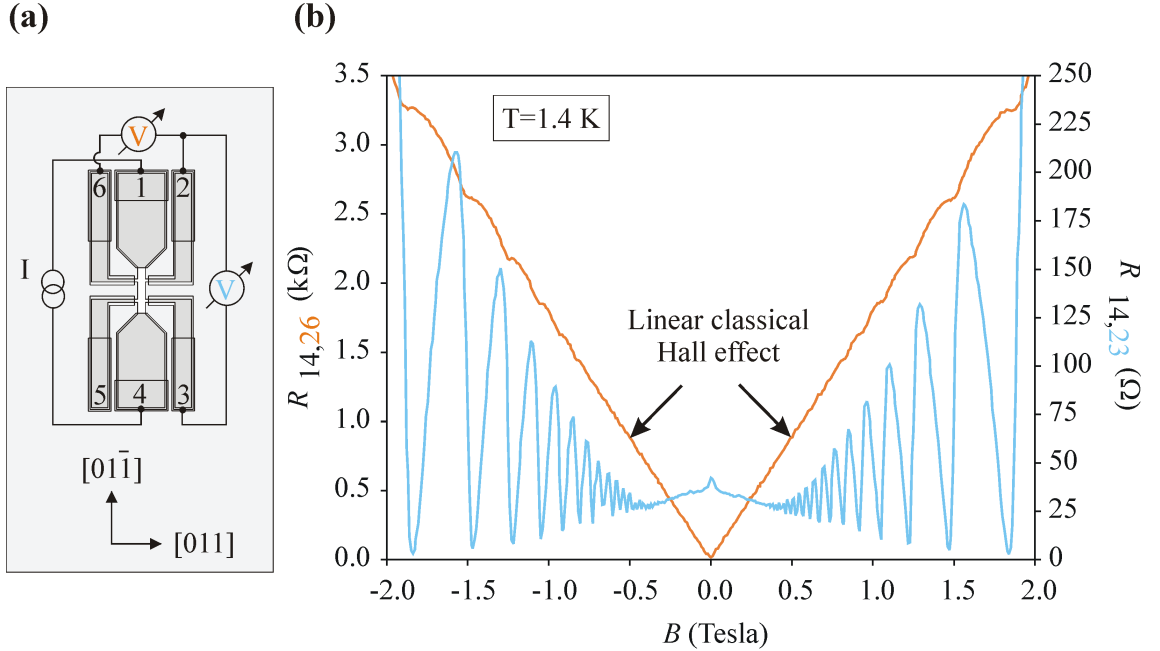 (a)
(b)
V
6
1
2
I
V
5
4
3
[011̅]
[011]
T=1.4 K
Linear classical
Hall effect
R 14,26 (kΩ)
3.5
3.0
2.5
2.0
1.5
1.0
0.5
0.0
R 14,23 (Ω)
250
225
200
175
150
125
100
75
50
25
0
-2.0 -1.5 -1.0 -0.5 0.0 0.5 1.0 1.5 2.0
B (Tesla)